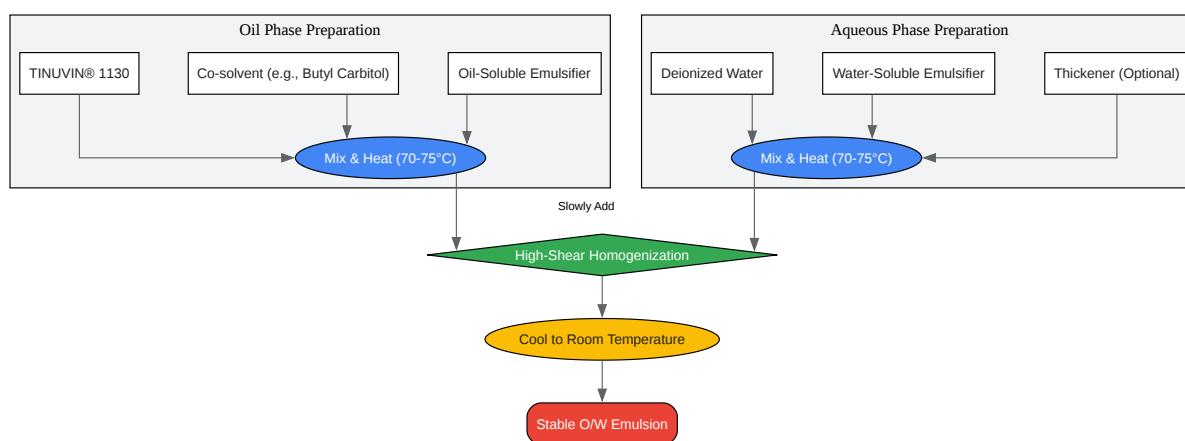 Oil Phase Preparation
TINUVIN® 1130
Co-solvent (e.g., Butyl Carbitol)
Oil-Soluble Emulsifier
Mix & Heat (70-75°C)
Aqueous Phase Preparation
Deionized Water
Water-Soluble Emulsifier
Thickener (Optional)
Mix & Heat (70-75°C)
Slowly Add
High-Shear Homogenization
Cool to Room Temperature
Stable O/W Emulsion